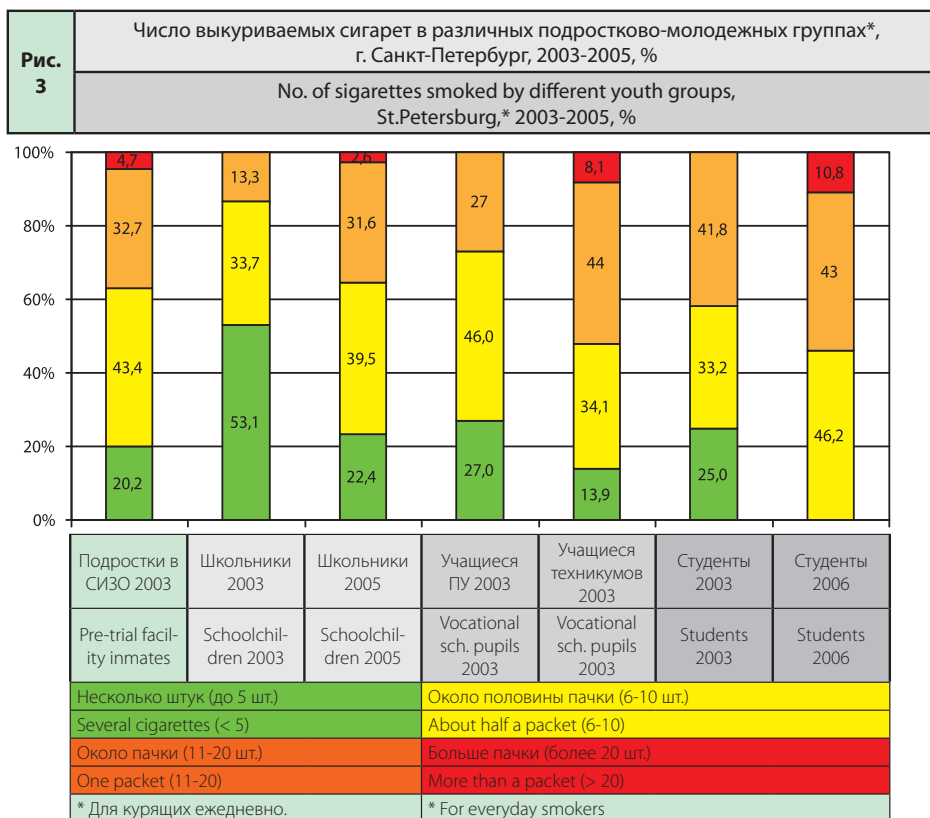 Рис.
3
Число выкуриваемых сигарет в различных подростково-молодежных группах*,
г. Санкт-Петербург, 2003-2005, %
No. of sigarettes smoked by different youth groups,
St.Petersburg,* 2003-2005, %
100%
80%
60%
40%
20%
0%
4,7
32,7
43,4
20,2
13,3
33,7
53,1
2,6
31,6
39,5
22,4
27
46,0
27,0
8,1
44
34,1
13,9
41,8
33,2
25,0
10,8
43
46,2
Подростки в
СИЗО 2003
Школьники
2003
Школьники
2005
Учащиеся
ПУ 2003
Учащиеся
техникумов
2003
Студенты
2003
Студенты
2006
Pre-trial facil-
ity inmates
Schoolchil-
dren 2003
Schoolchil-
dren 2005
Vocational
sch. pupils
2003
Vocational
sch. pupils
2003
Students
2003
Students
2006
Несколько штук (до 5 шт.)
Several cigarettes (< 5)
Около половины пачки (6-10 шт.)
About half a packet (6-10)
Около пачки (11-20 шт.)
One packet (11-20)
Больше пачки (более 20 шт.)
More than a packet (> 20)
* Для курящих ежедневно.
* For everyday smokers